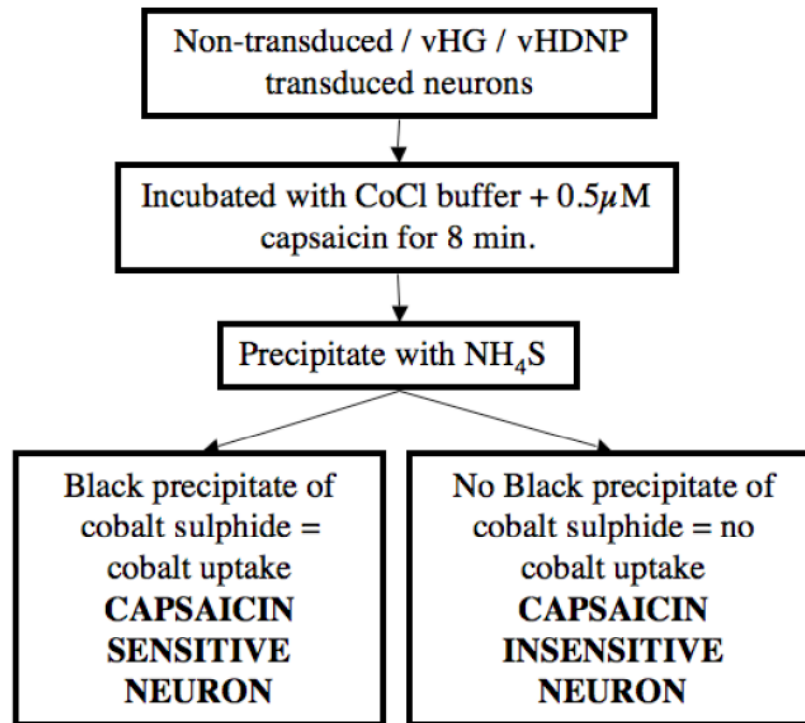 Non-transduced / vHG / vHDNP
transduced neurons
Incubated with CoCl buffer + 0.5μM
capsaicin for 8 min.
Precipitate with NH₄S
Black precipitate of
cobalt sulphide =
cobalt uptake
CAPSAICIN
SENSITIVE
NEURON
No Black precipitate of
cobalt sulphide = no
cobalt uptake
CAPSAICIN
INSENSITIVE
NEURON